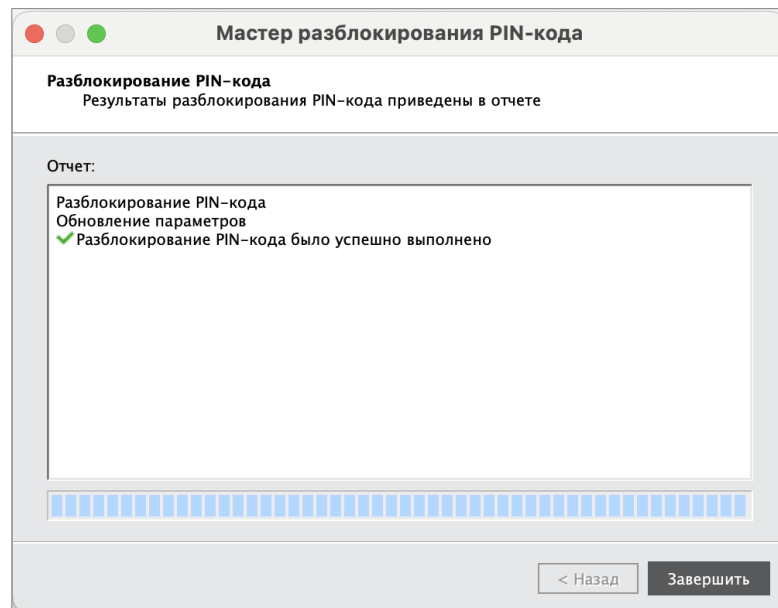 Мастер разблокирования PIN-кода
Разблокирование PIN-кода
Результаты разблокирования PIN-кода приведены в отчете
Отчет:
Разблокирование PIN-кода
Обновление параметров
Разблокирование PIN-кода было успешно выполнено
< Назад
Завершить